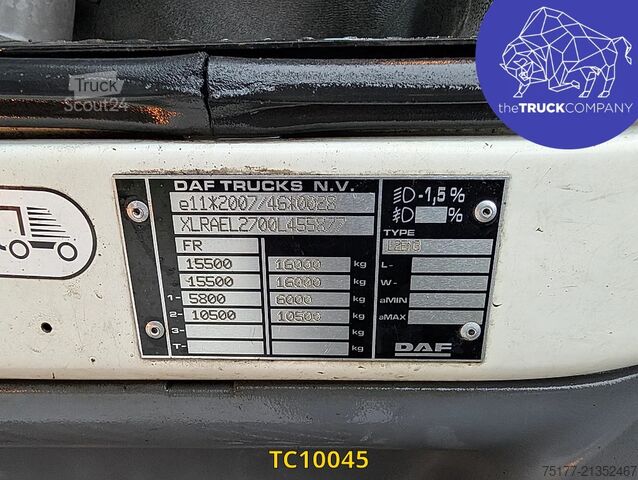 Truck
Scout24
theTRUCKCOMPANY
DAF TRUCKS N.V.
e11*2007/46*0028
XLRAEL2700L455877
FR
15500 16000 kg
15500 16000 kg
1- 5800 6000 kg
2- 10500 10500 kg
3- kg
T- kg
-1,5%
%
TYPE
L-
W-
aMIN
aMAX
DAF
TC10045
75177-21352467